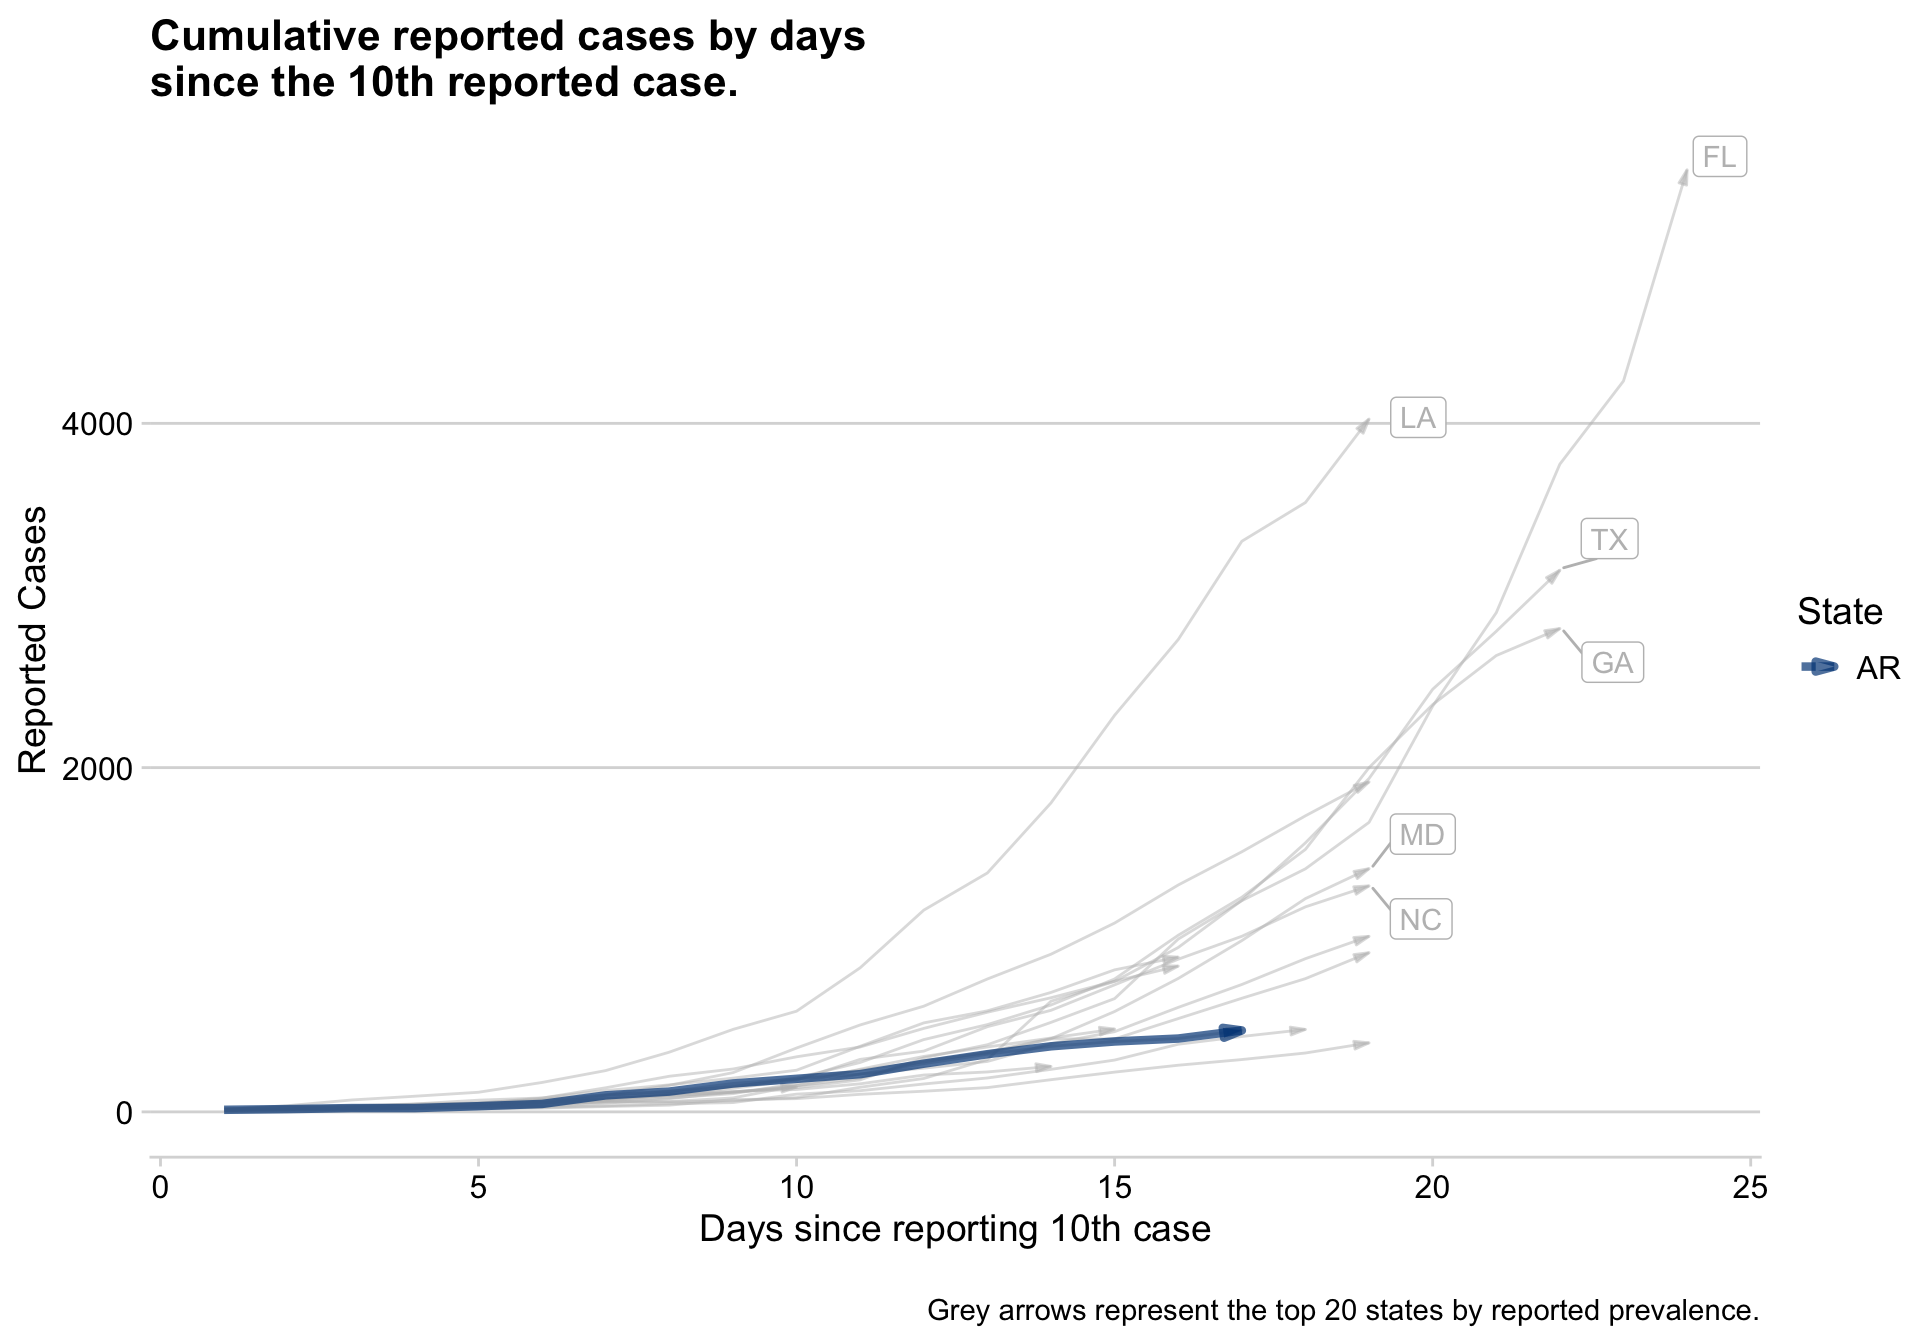 Cumulative reported cases by days
since the 10th reported case.
FL
LA
4000
TX
GA
2000
MD
NC
0
Reported Cases
State
AR
0 5 10 15 20 25
Days since reporting 10th case
Grey arrows represent the top 20 states by reported prevalence.